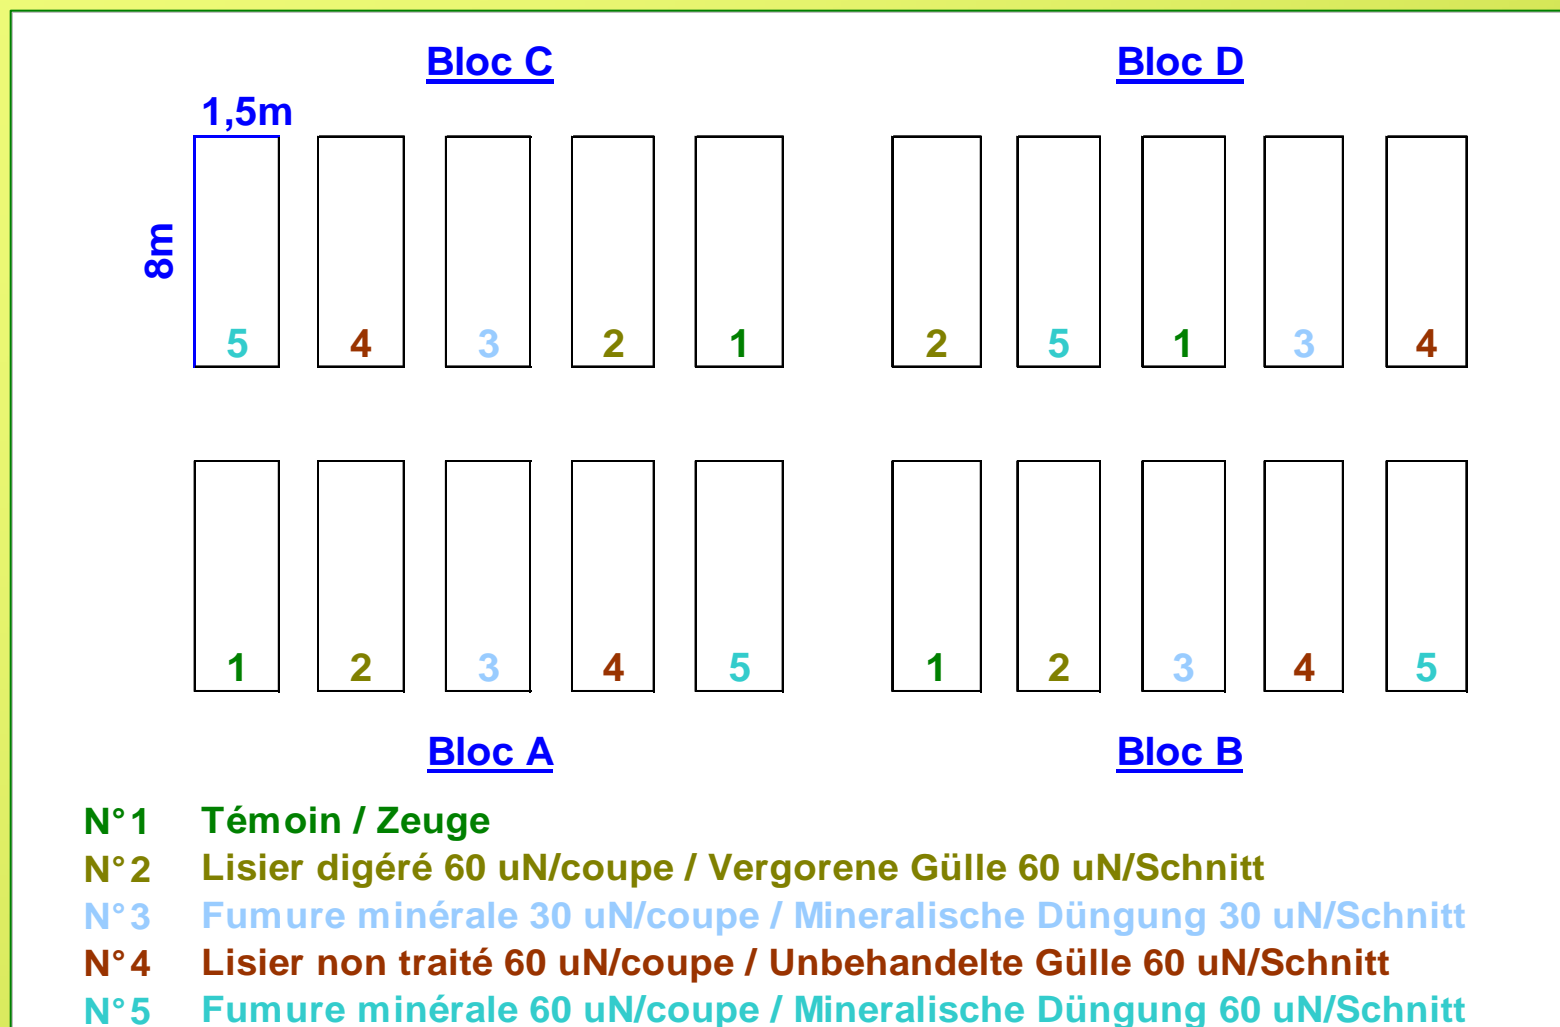 Bloc C Bloc D
1,5m
8m
5 4 3 2 1 2 5 1 3 4
1 2 3 4 5 1 2 3 4 5
Bloc A Bloc B
N°1 Témoin / Zeuge
N°2 Lisier digéré 60 uN/coupe / Vergorene Gülle 60 uN/Schnitt
N°3 Fumure minérale 30 uN/coupe / Mineralische Düngung 30 uN/Schnitt
N°4 Lisier non traité 60 uN/coupe / Unbehandelte Gülle 60 uN/Schnitt
N°5 Fumure minérale 60 uN/coupe / Mineralische Düngung 60 uN/Schnitt